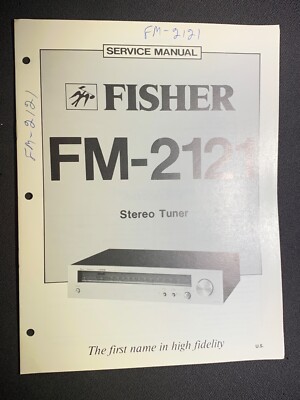 FM-2121
SERVICE MANUAL
FISHER
FM-2121
FM-2121
Stereo Tuner
The first name in high fidelity
U.S.